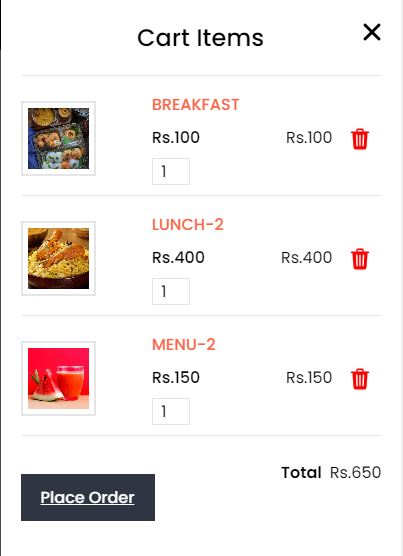 Cart Items
BREAKFAST
Rs.100 Rs.100
1
LUNCH-2
Rs.400 Rs.400
1
MENU-2
Rs.150 Rs.150
1
Total Rs.650
Place Order